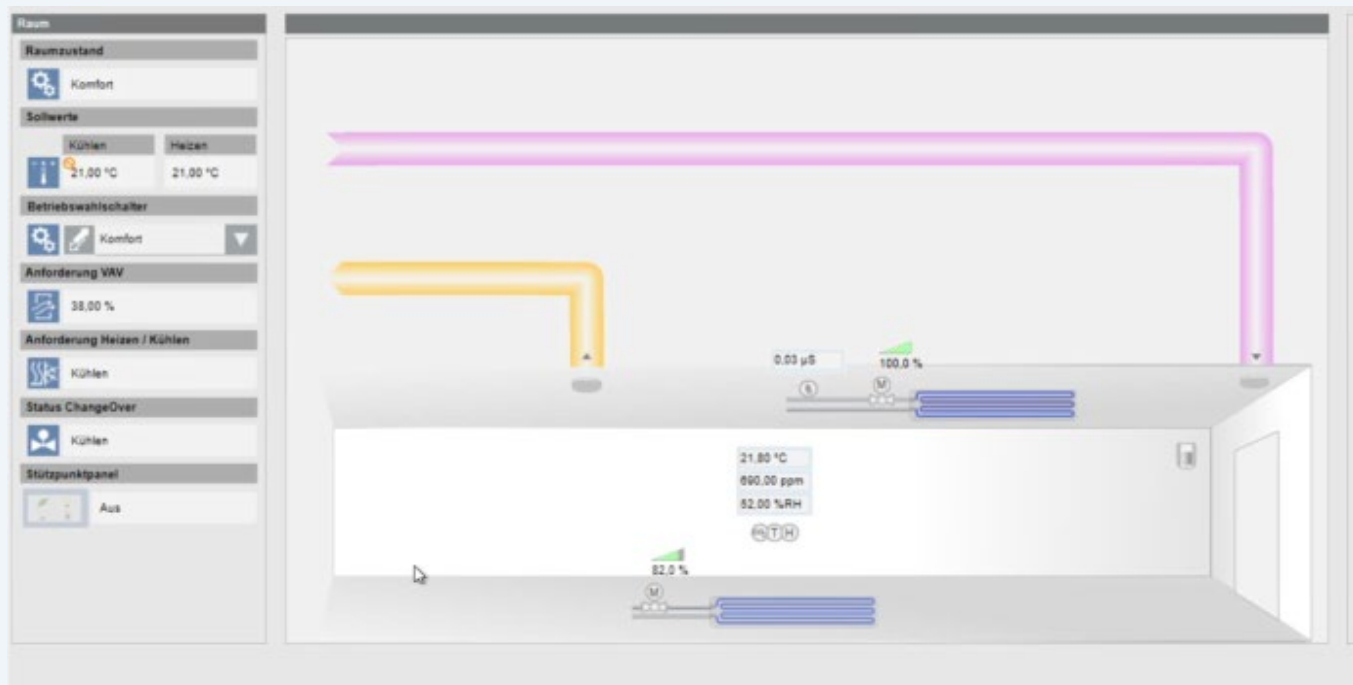 Raum
Raumzustand
Komfort
Sollwerte
Kühlen Heizen
21,00 °C 21,00 °C
Betriebswahlschalter
Komfort
Anforderung VAV
38,00 %
Anforderung Heizen / Kühlen
Kühlen
Status ChangeOver
Kühlen
Stützpunktpanel
Aus
0,03 µS
100,0 %
M
21,80 °C
690,00 ppm
52,00 %RH
T H
82,0 %
M